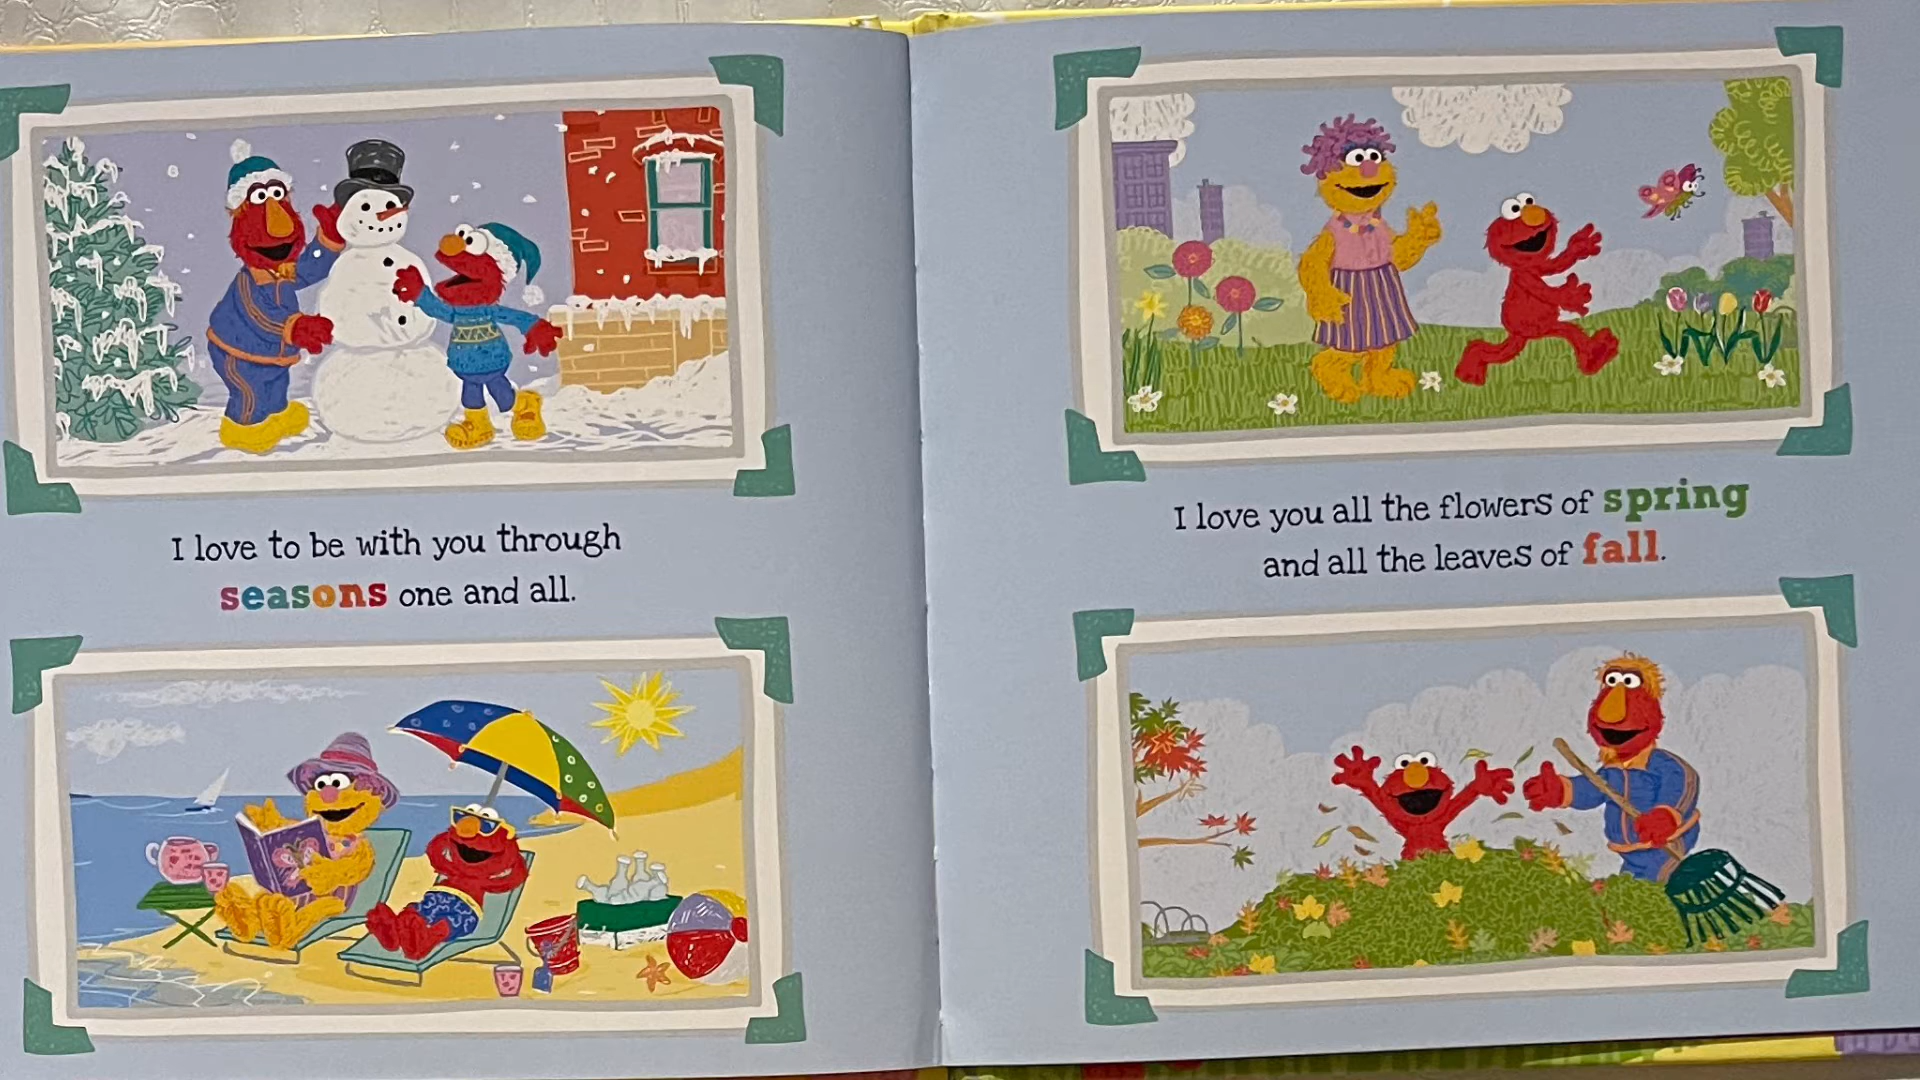 I love to be with you through
seasons one and all.
I love you all the flowers of spring
and all the leaves of fall.